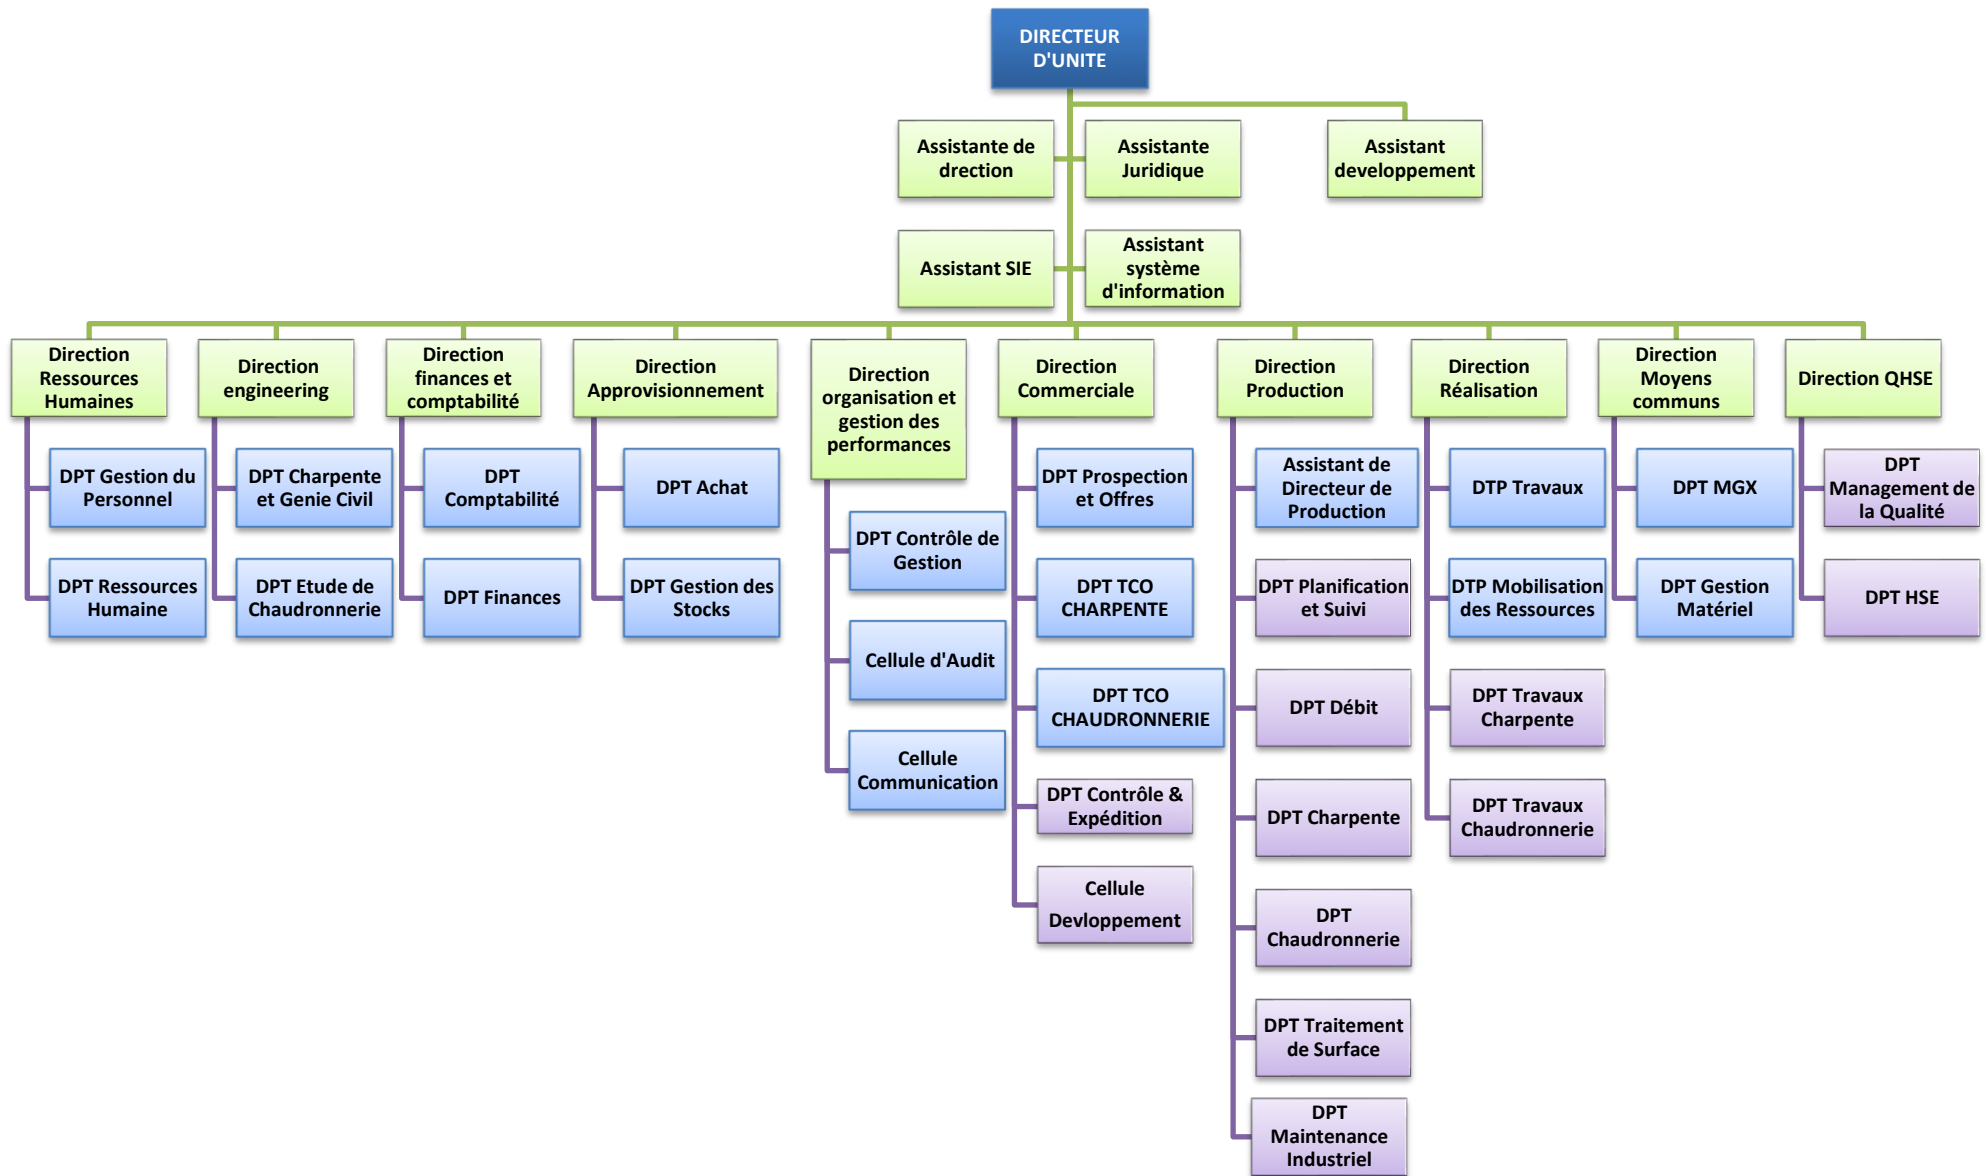 DIRECTEUR
D'UNITE
Assistante de
drection
Assistante
Juridique
Assistant
developpement
Assistant SIE
Assistant
système
d'information
Direction
Ressources
Humaines
Direction
engineering
Direction
finances et
comptabilité
Direction
Approvisionnement
Direction
organisation et
gestion des
performances
Direction
Commerciale
Direction
Production
Direction
Réalisation
Direction
Moyens
communs
Direction QHSE
DPT Gestion du
Personnel
DPT Ressources
Humaine
DPT Charpente
et Genie Civil
DPT Etude de
Chaudronnerie
DPT
Comptabilité
DPT Finances
DPT Achat
DPT Gestion des
Stocks
DPT Contrôle de
Gestion
Cellule d'Audit
Cellule
Communication
DPT Prospection
et Offres
DPT TCO
CHARPENTE
DPT TCO
CHAUDRONNERIE
DPT Contrôle &
Expédition
Cellule
Devloppement
Assistant de
Directeur de
Production
DPT Planification
et Suivi
DPT Débit
DPT Charpente
DPT
Chaudronnerie
DPT Traitement
de Surface
DPT
Maintenance
Industriel
DTP Travaux
DTP Mobilisation
des Ressources
DPT Travaux
Charpente
DPT Travaux
Chaudronnerie
DPT MGX
DPT Gestion
Matériel
DPT
Management de
la Qualité
DPT HSE